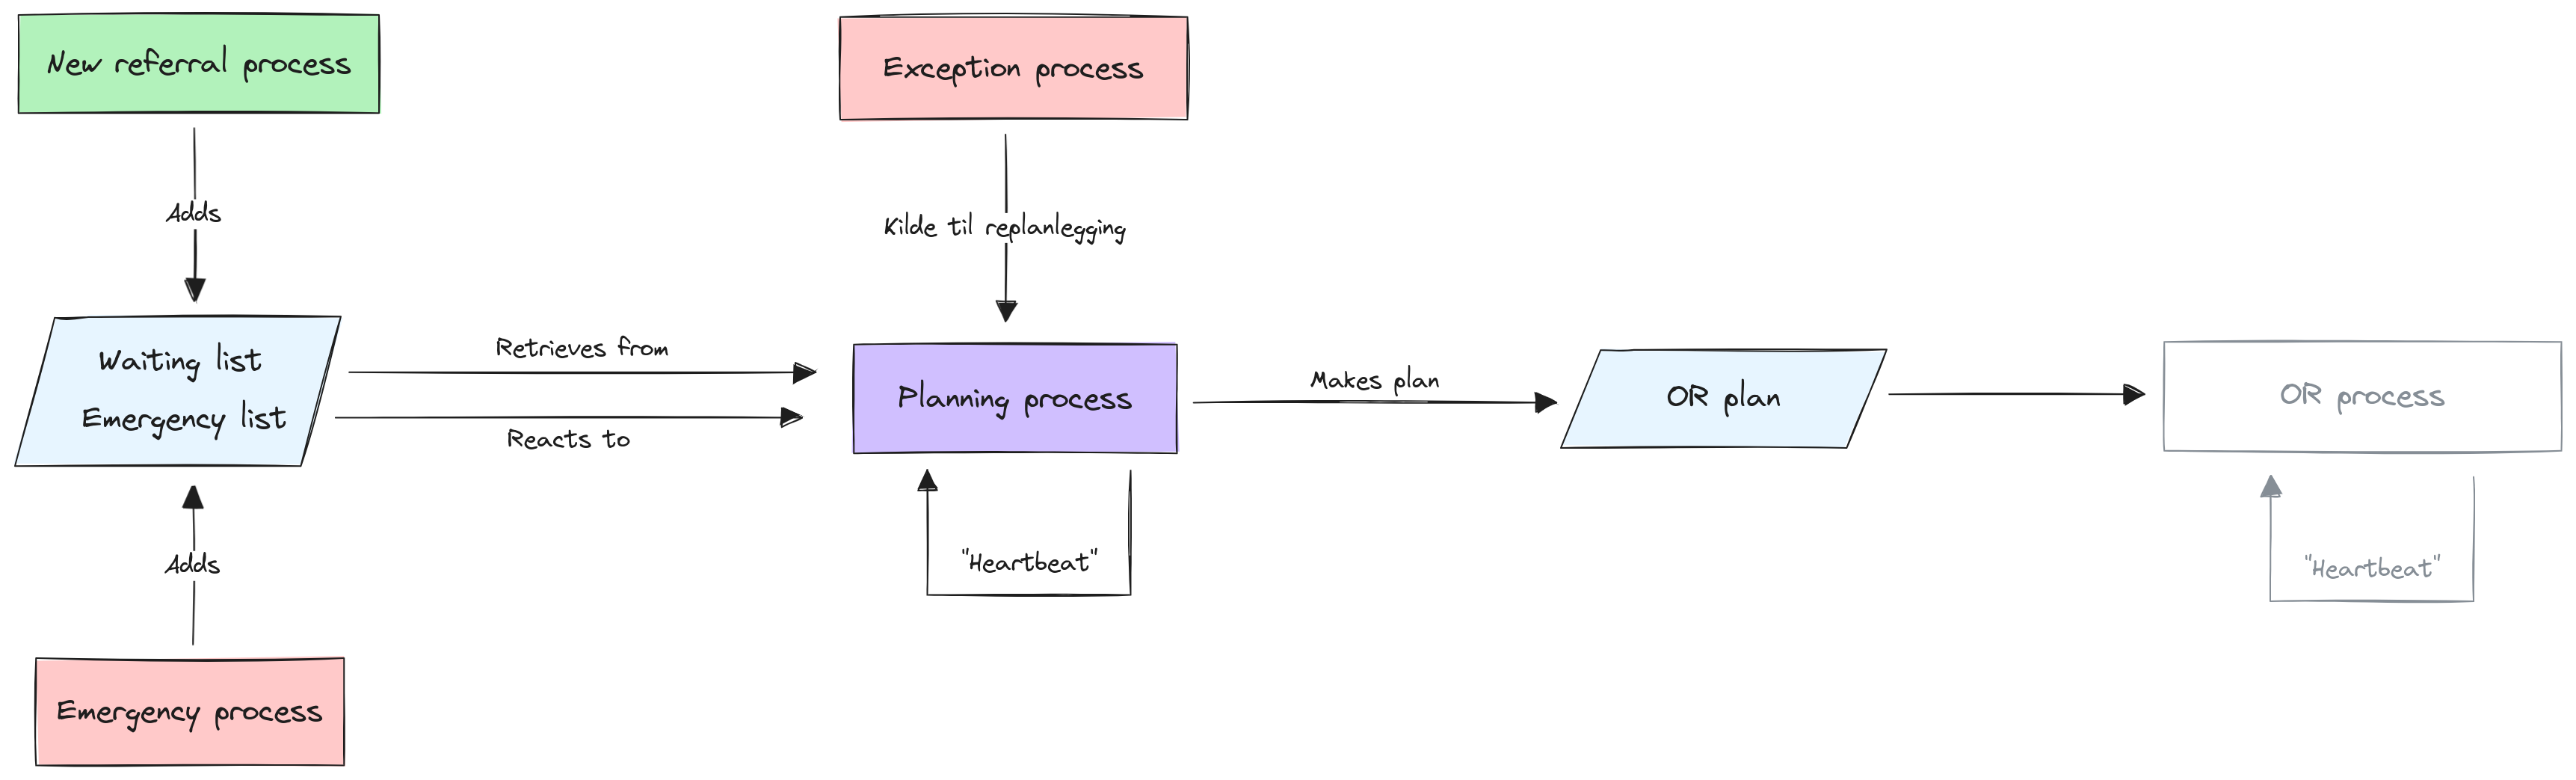 New referral process
Exception process
Adds
Kilde til replanlegging
Waiting list
Emergency list
Retrieves from
Reacts to
Planning process
Makes plan
OR plan
OR process
"Heartbeat"
"Heartbeat"
Adds
Emergency process